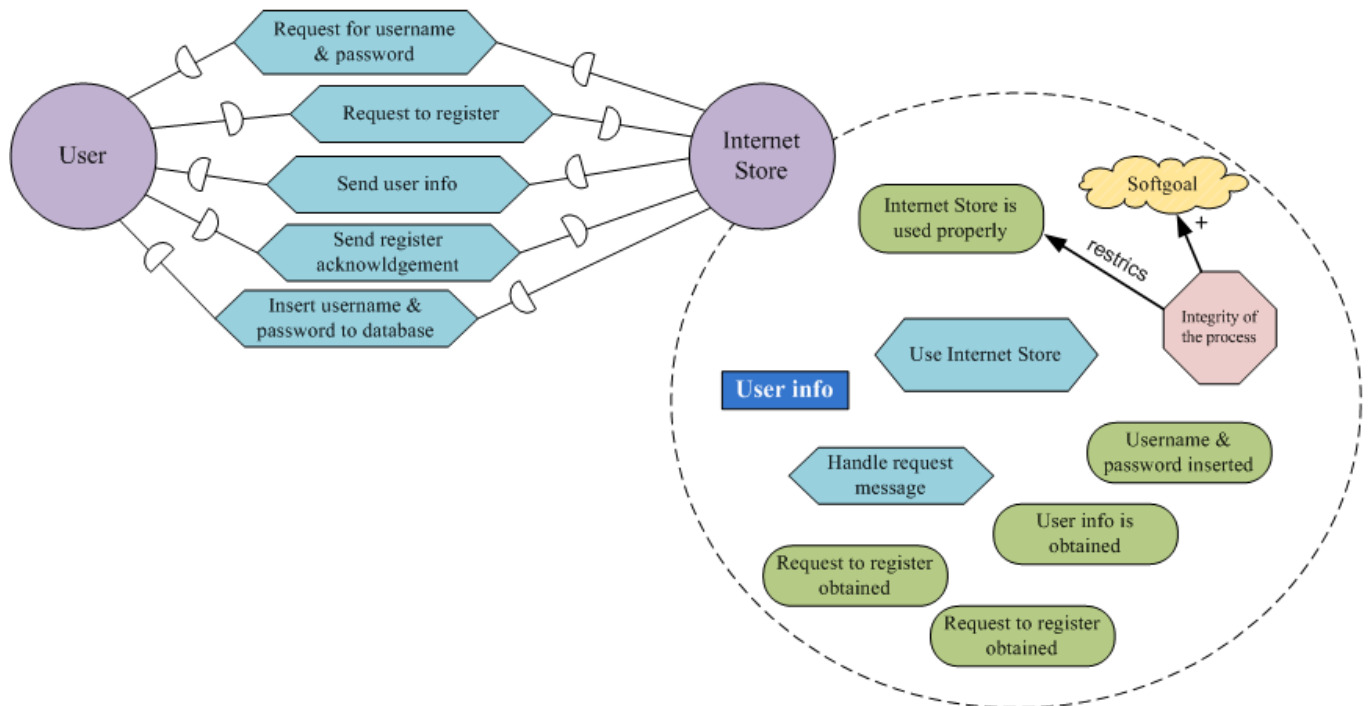 Request for username
& password
Request to register
User
Send user info
Internet
Store
Send register
acknowldgement
Insert username &
password to database
Softgoal
Internet Store is
used properly
+
restrics
Integrity of
the process
Use Internet Store
User info
Username &
password inserted
Handle request
message
User info is
obtained
Request to register
obtained
Request to register
obtained